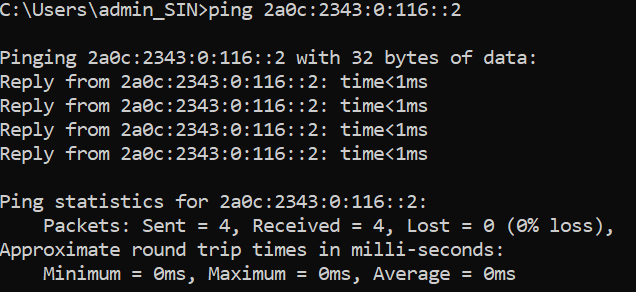 C:\Users\admin_SIN>ping 2a0c:2343:0:116::2
Pinging 2a0c:2343:0:116::2 with 32 bytes of data:
Reply from 2a0c:2343:0:116::2: time<1ms
Reply from 2a0c:2343:0:116::2: time<1ms
Reply from 2a0c:2343:0:116::2: time<1ms
Reply from 2a0c:2343:0:116::2: time<1ms
Ping statistics for 2a0c:2343:0:116::2:
    Packets: Sent = 4, Received = 4, Lost = 0 (0% loss),
Approximate round trip times in milli-seconds:
    Minimum = 0ms, Maximum = 0ms, Average = 0ms